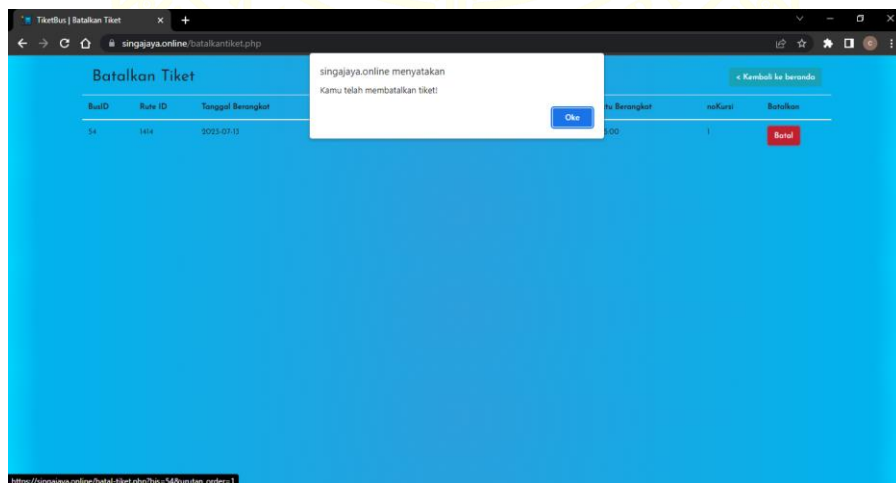 TiketBus | Batalkan Tiket
singajaya.online/batalkantiket.php
Batalkan Tiket
singajaya.online menyatakan
Kamu telah membatalkan tiket!
Oke
< Kembali ke beranda
BusID Rute ID Tanggal Berangkat tu Berangkat noKursi Batalkan
54 1414 2023-07-13 5:00 1 Batal
https://singajaya.online/batal-tiket.php?bis=54&urutan_order=1